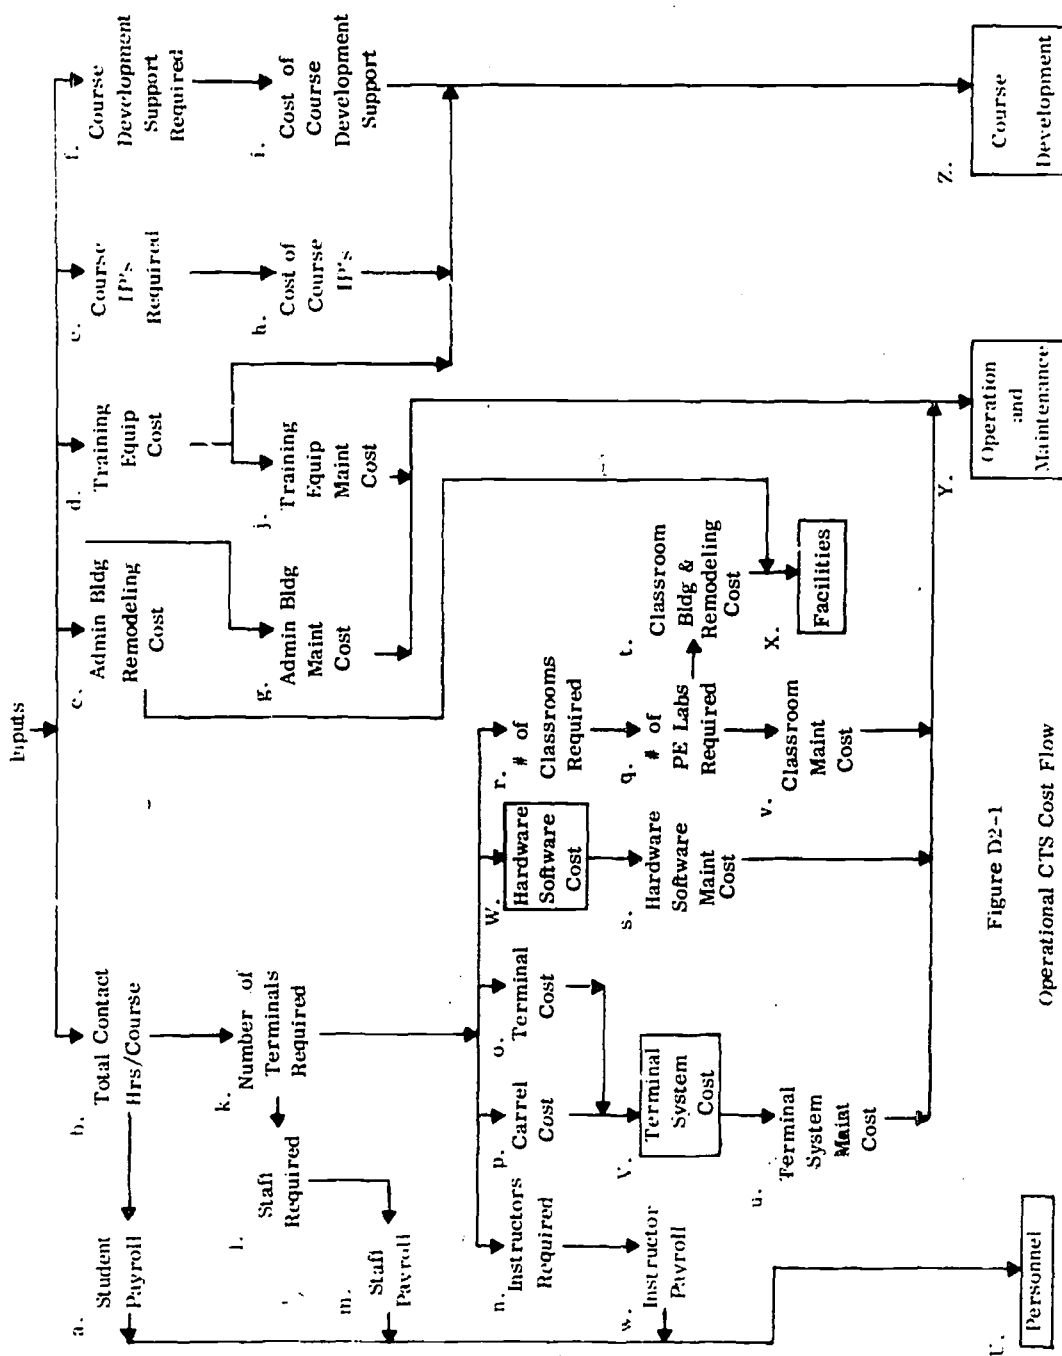 Inputs
a. Student
Payroll
b. Total Contact
Hrs/Course
c. Admin Bldg
Remodeling
Cost
d. Training
Equip
Cost
e. Course
IP's
Required
f. Course
Development
Support
Required
g. Admin Bldg
Maint
Cost
h. Cost of
Course
IP's
i. Cost of
Course
Development
Support
j. Training
Equip
Maint
Cost
k. Number of
Terminals
Required
l. Staff
Required
m. Staff
Payroll
n. Instructors
Required
p. Carrel
Cost
o. Terminal
Cost
W. Hardware
Software
Cost
r. # of
Classrooms
Required
w. Instructor
Payroll
V. Terminal
System
Cost
s. Hardware
Software
Maint
Cost
q. # of
PE Labs
Required
t. Classroom
Bldg &
Remodeling
Cost
u. Terminal
System
Maint
Cost
v. Classroom
Maint
Cost
X.
Facilities
U.
Personnel
Y.
Operation
and
Maintenance
Z.
Course
Development
Figure D2-1
Operational CTS Cost Flow